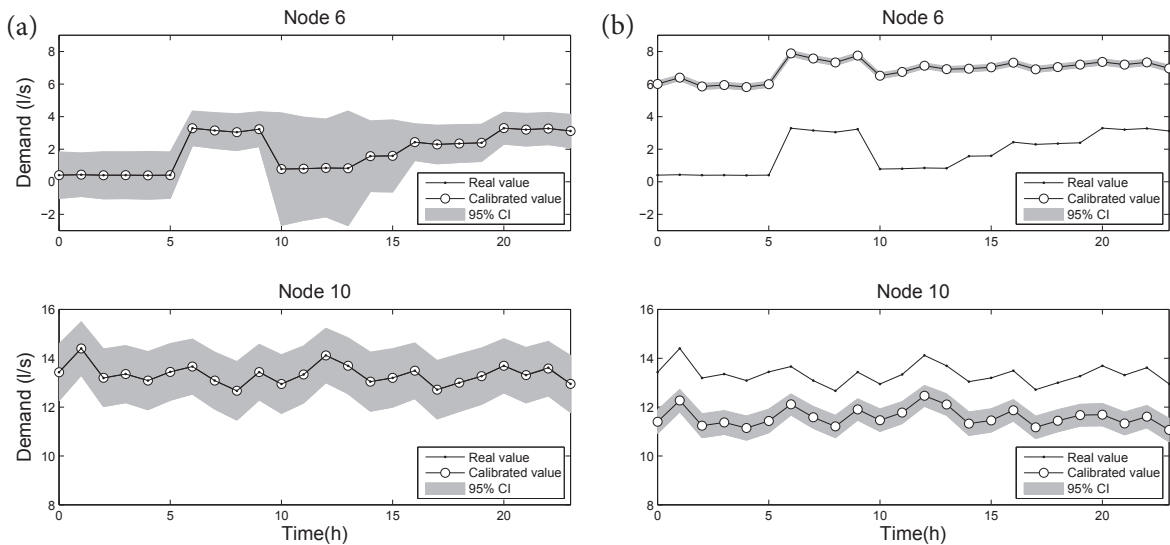 (a)
Node 6
Demand (l/s)
8
6
4
2
0
−2
0 5 10 15 20
Real value
Calibrated value
95% CI
Node 10
Demand (l/s)
16
14
12
10
8
0 5 10 15 20
Time(h)
Real value
Calibrated value
95% CI
(b)
Node 6
8
6
4
2
0
−2
0 5 10 15 20
Real value
Calibrated value
95% CI
Node 10
16
14
12
10
8
0 5 10 15 20
Time(h)
Real value
Calibrated value
95% CI